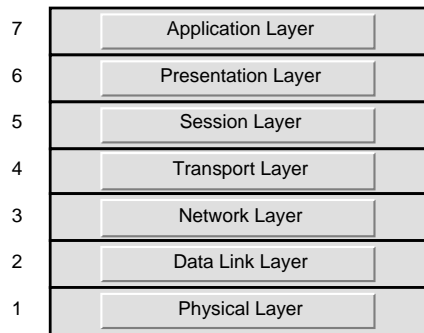 7 Application Layer
6 Presentation Layer
5 Session Layer
4 Transport Layer
3 Network Layer
2 Data Link Layer
1 Physical Layer